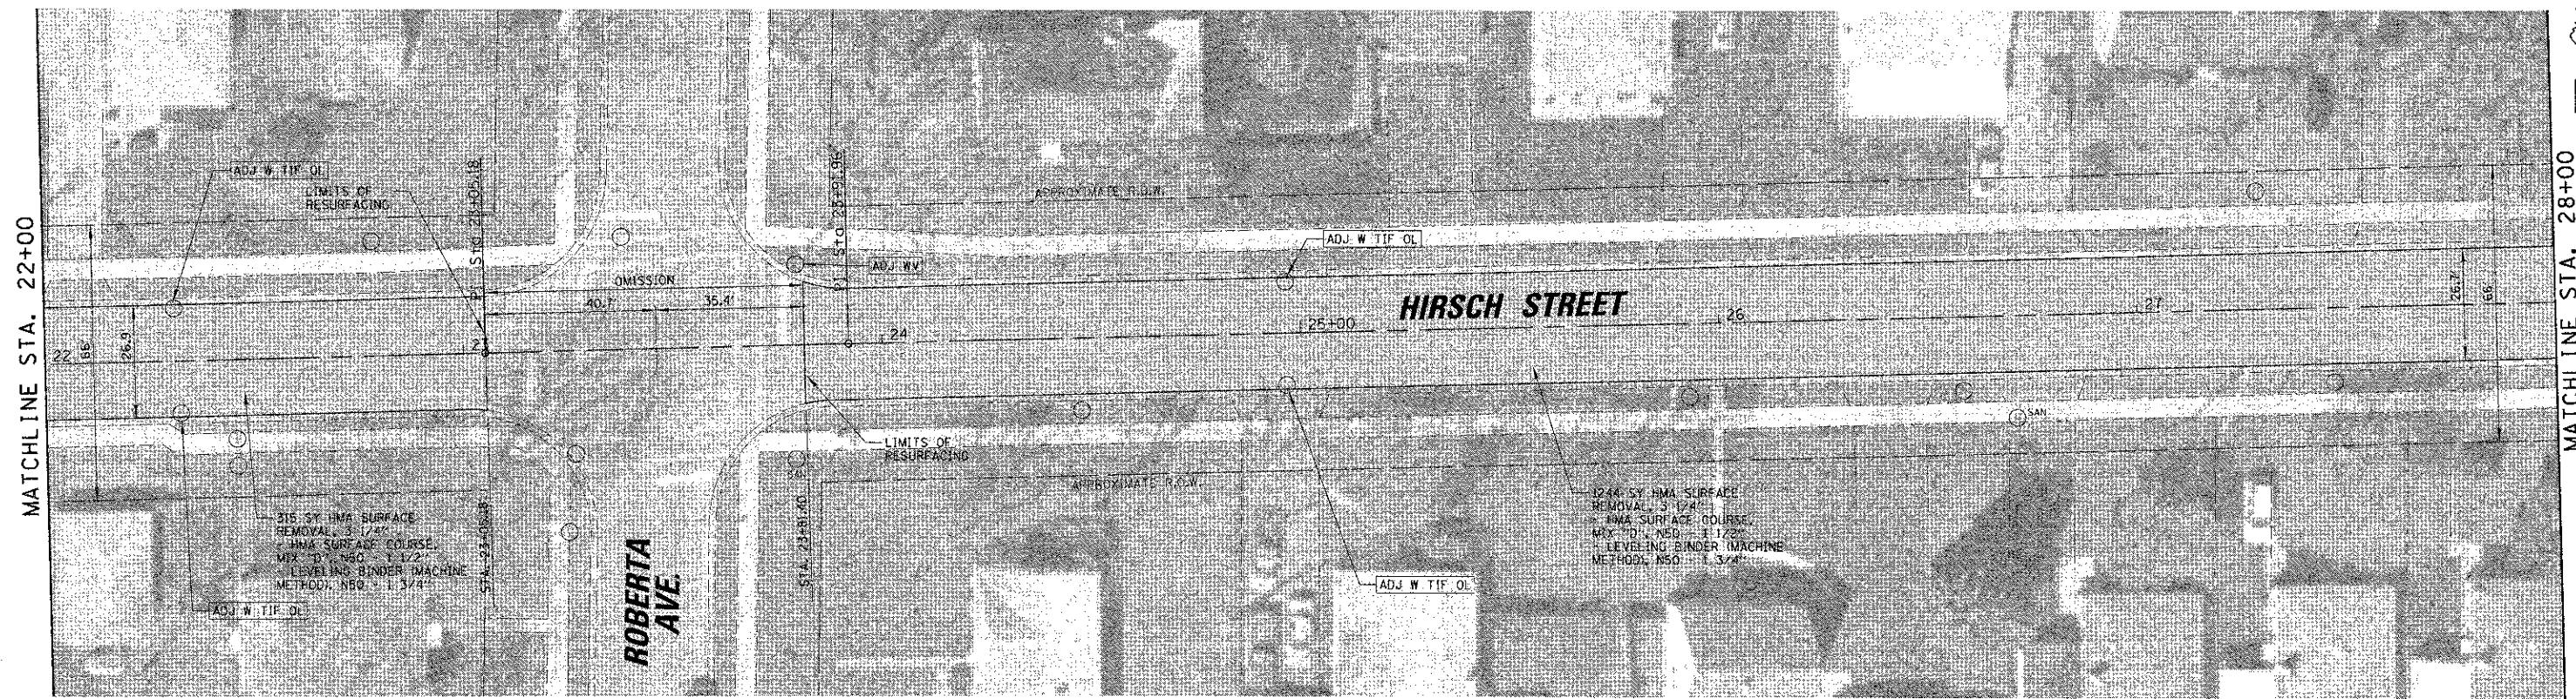 MATCHLINE STA. 22+00
ADJ W TIF OL
LIMITS OF
RESURFACING
PI Sta 23+05.18
PI Sta 23+91.96
APPROXIMATE R.O.W.
ADJ WV
OMISSION
40.7'
35.4'
ADJ W TIF OL
HIRSCH STREET
22
66'
26.9'
24
25+00
26
27
26.7'
66'
MATCHLINE STA. 28+00
LIMITS OF
RESURFACING
SAN
APPROXIMATE R.O.W.
315 SY HMA SURFACE
REMOVAL, 3 1/4"
- HMA SURFACE COURSE,
MIX "D", N50 - 1 1/2"
- LEVELING BINDER (MACHINE
METHOD), N50 - 1 3/4"
ADJ W TIF OL
STA. 23+05.18
STA. 23+81.40
ROBERTA
AVE.
ADJ W TIF OL
1244 SY HMA SURFACE
REMOVAL, 3 1/4"
- HMA SURFACE COURSE,
MIX "D", N50 - 1 1/2"
- LEVELING BINDER (MACHINE
METHOD), N50 - 1 3/4"